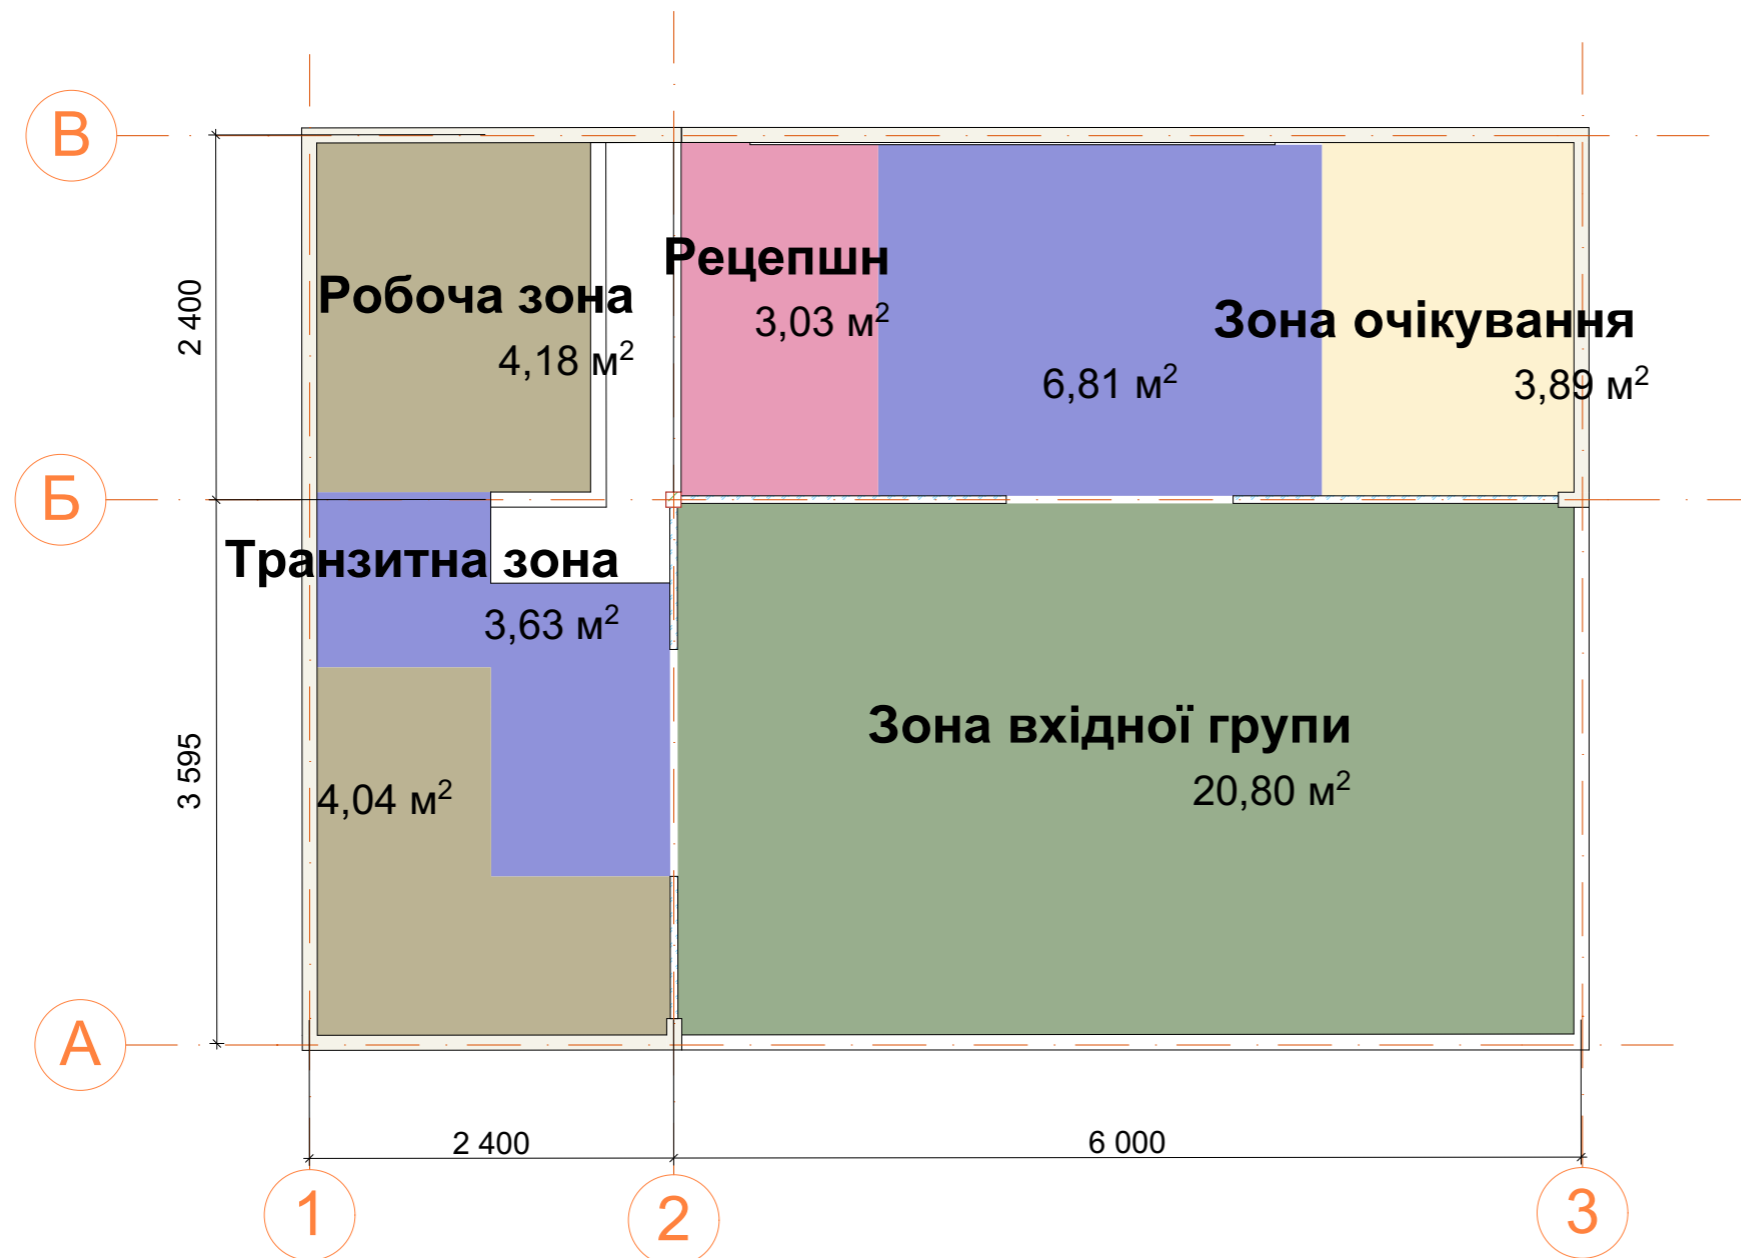 В
Рецепшн
3,03 м²
Робоча зона
4,18 м²
Зона очікування
3,89 м²
6,81 м²
2 400
Б
Транзитна зона
3,63 м²
Зона вхідної групи
20,80 м²
4,04 м²
3 595
А
2 400
6 000
1
2
3